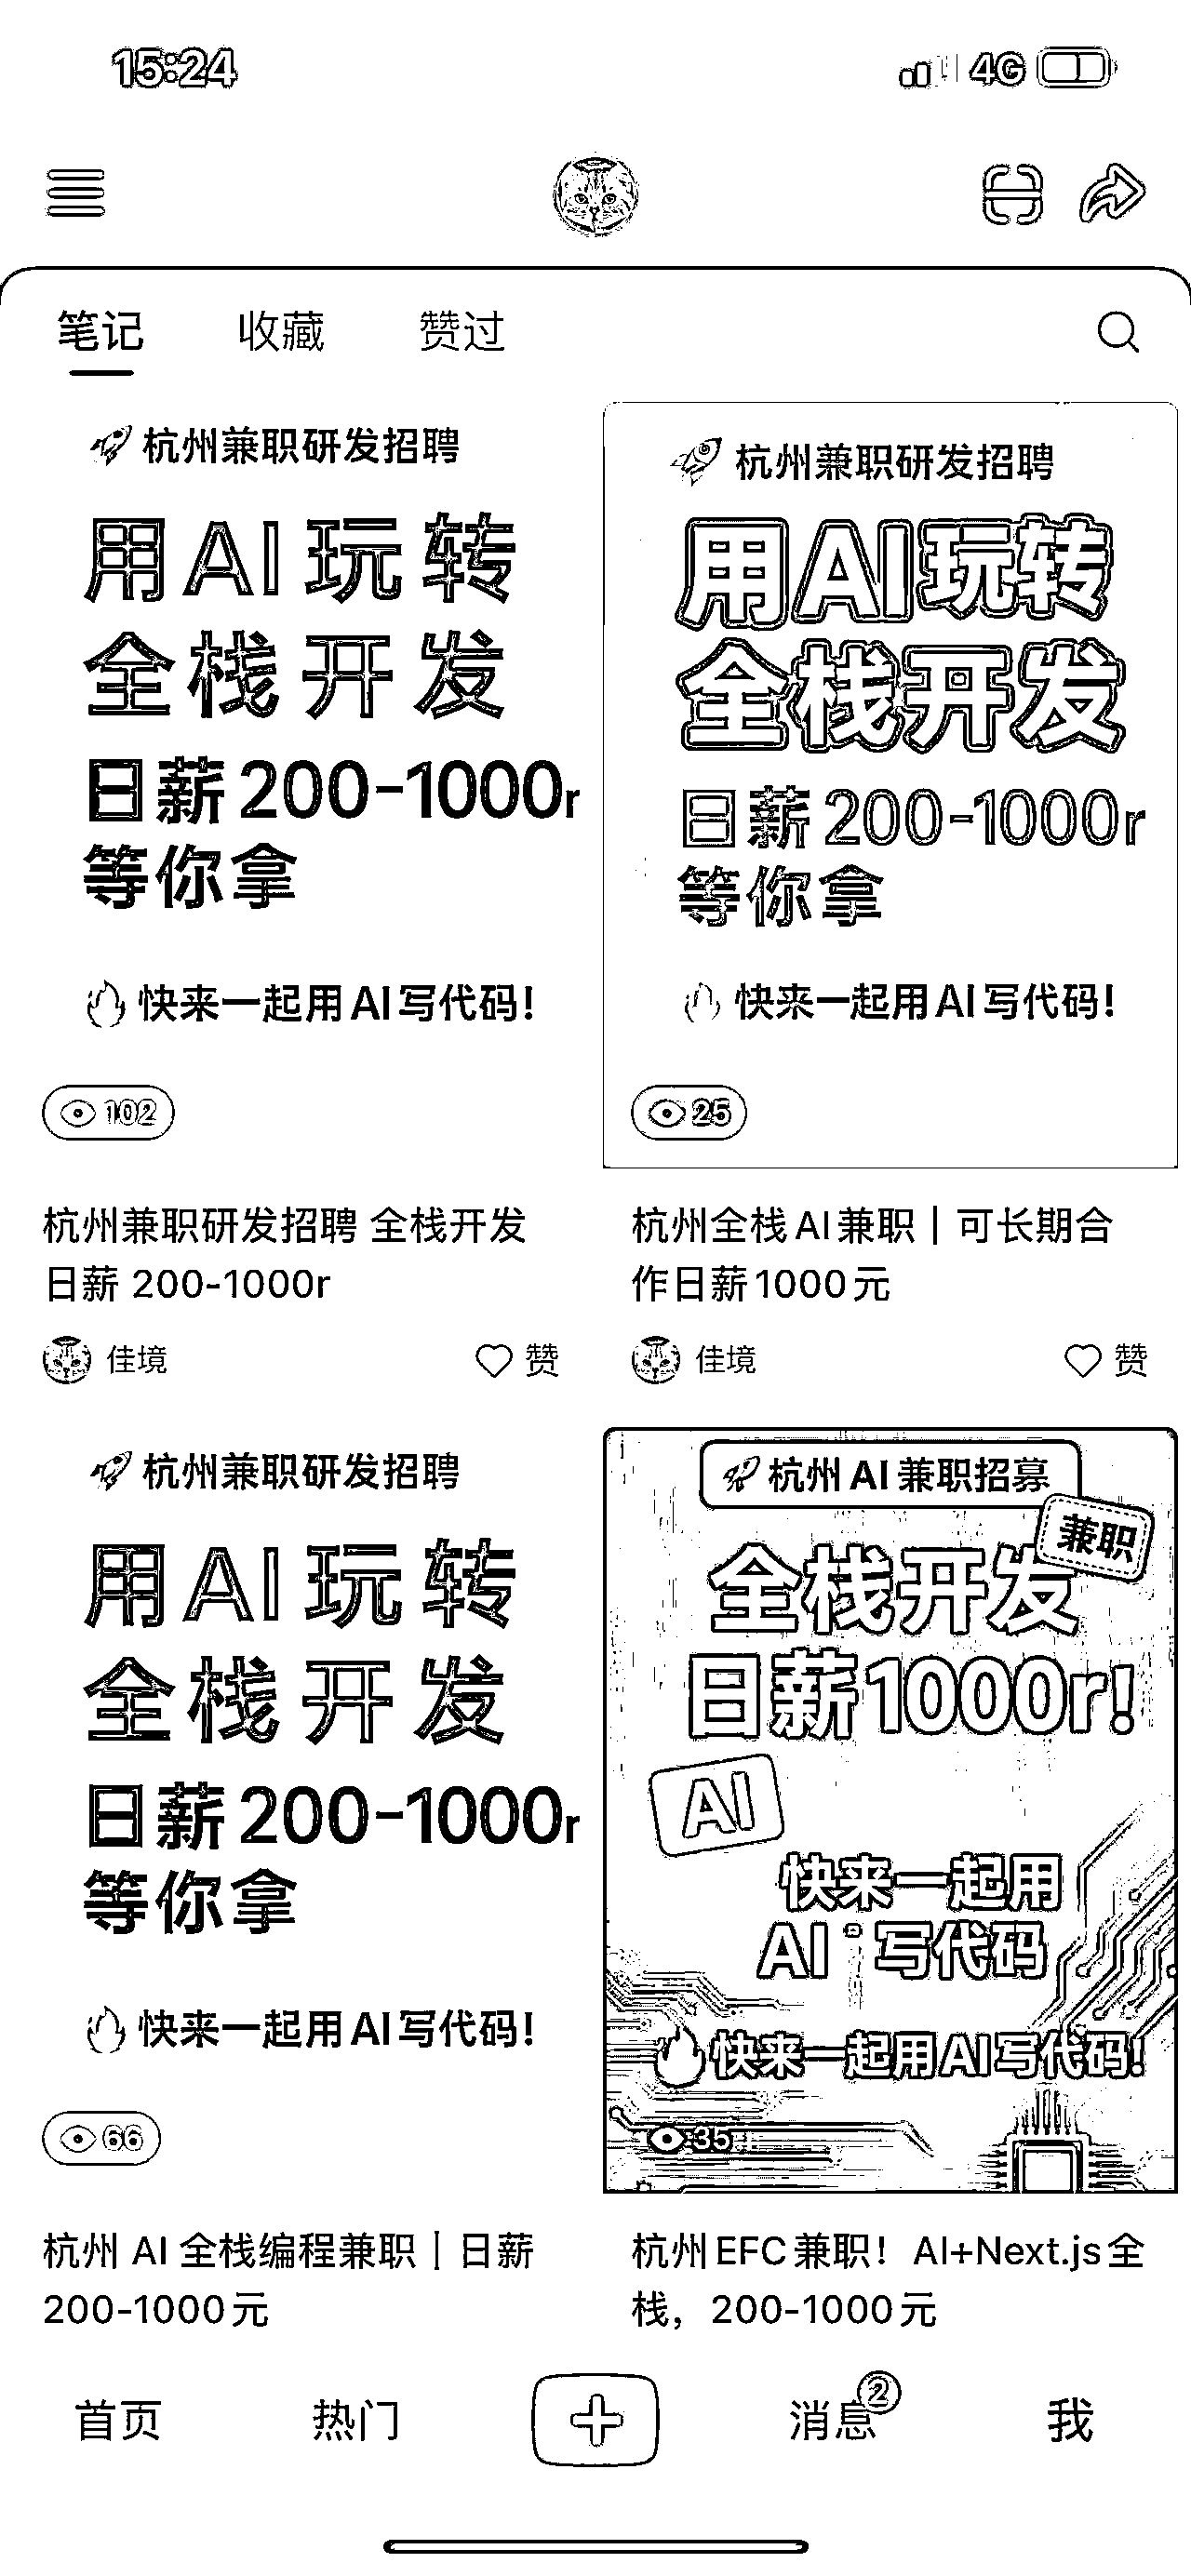 15:24
4G
笔记 收藏 赞过
杭州兼职研发招聘
用AI玩转
全栈开发
日薪200-1000r
等你拿
快来一起用AI写代码!
102
杭州兼职研发招聘 全栈开发
日薪 200-1000r
佳境 赞
杭州兼职研发招聘
用AI玩转
全栈开发
日薪200-1000r
等你拿
快来一起用AI写代码!
25
杭州全栈AI兼职｜可长期合
作日薪1000元
佳境 赞
杭州兼职研发招聘
用AI玩转
全栈开发
日薪200-1000r
等你拿
快来一起用AI写代码!
66
杭州 AI 全栈编程兼职｜日薪
200-1000元
杭州 AI 兼职招募
兼职
全栈开发
日薪1000r!
AI
快来一起用
AI 写代码
快来一起用AI写代码!
35
杭州EFC兼职！AI+Next.js全
栈，200-1000元
首页 热门 消息 2 我